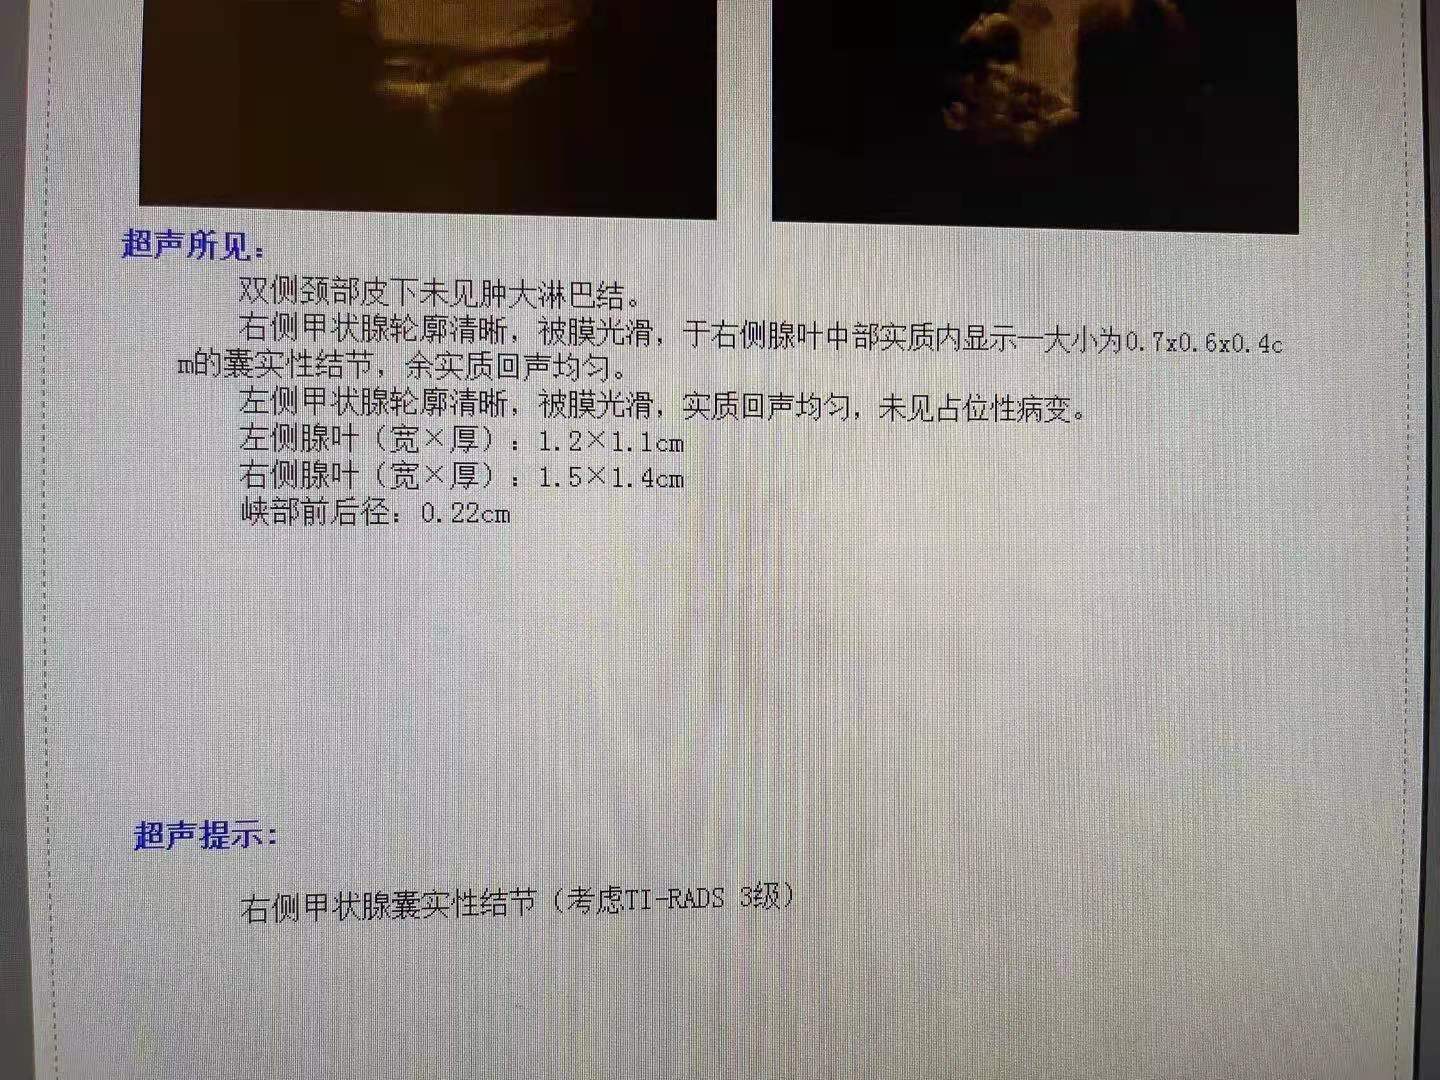 超声所见：
双侧颈部皮下未见肿大淋巴结。
右侧甲状腺轮廓清晰，被膜光滑，于右侧腺叶中部实质内显示一大小为0.7x0.6x0.4c
m的囊实性结节，余实质回声均匀。
左侧甲状腺轮廓清晰，被膜光滑，实质回声均匀，未见占位性病变。
左侧腺叶（宽×厚）：1.2×1.1cm
右侧腺叶（宽×厚）：1.5×1.4cm
峡部前后径：0.22cm
超声提示：
右侧甲状腺囊实性结节（考虑TI-RADS 3级）